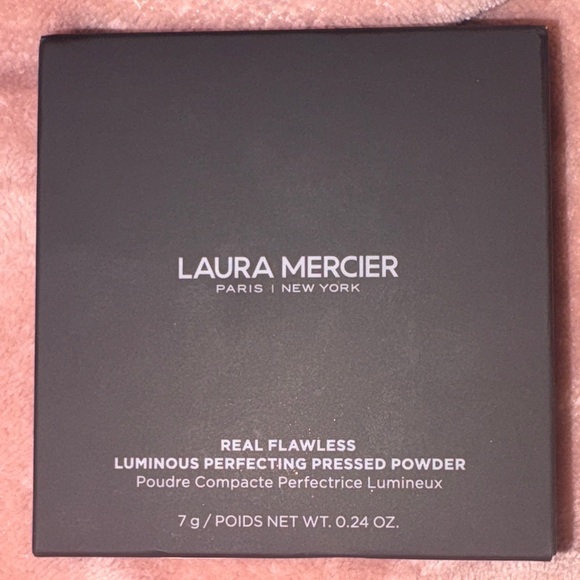 LAURA MERCIER
PARIS | NEW YORK
REAL FLAWLESS
LUMINOUS PERFECTING PRESSED POWDER
Poudre Compacte Perfectrice Lumineux
7 g / POIDS NET WT. 0.24 OZ.